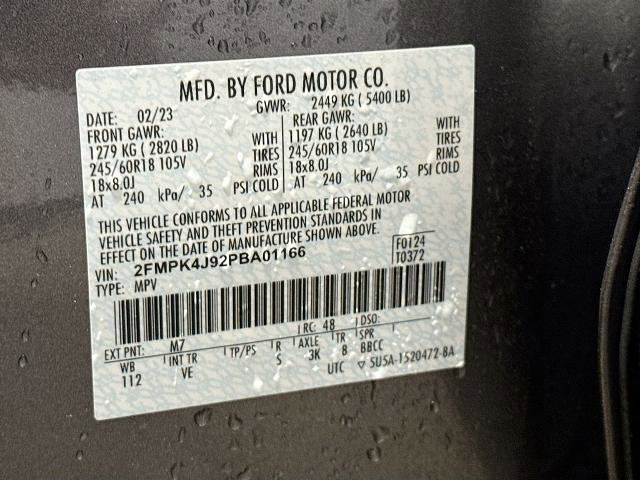 MFD. BY FORD MOTOR CO.
DATE: 02/23 GVWR: 2449 KG ( 5400 LB)
FRONT GAWR: WITH REAR GAWR: WITH
1279 KG ( 2820 LB) TIRES 1197 KG ( 2640 LB) TIRES
245/60R18 105V RIMS 245/60R18 105V RIMS
18x8.0J 18x8.0J
AT 240 kPa/ 35 PSI COLD AT 240 kPa/ 35 PSI COLD
THIS VEHICLE CONFORMS TO ALL APPLICABLE FEDERAL MOTOR
VEHICLE SAFETY AND THEFT PREVENTION STANDARDS IN
EFFECT ON THE DATE OF MANUFACTURE SHOWN ABOVE.
VIN: 2FMPK4J92PBA01166 F0124
TYPE: MPV T0372
EXT PNT: M7 RC: 48 DSO:
WB INT TR TP/PS R AXLE TR SPR
112 VE S 3K 8 BBCC
UTC ▽ 5U5A-1520472-BA